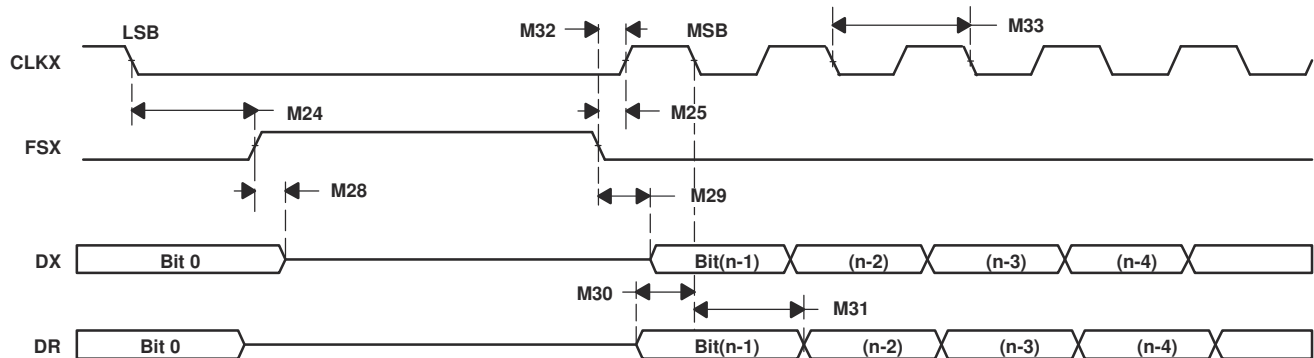 LSB
M32
MSB
M33
CLKX
M24
M25
FSX
M28
M29
DX
Bit 0
Bit(n-1)
(n-2)
(n-3)
(n-4)
M30
M31
DR
Bit 0
Bit(n-1)
(n-2)
(n-3)
(n-4)